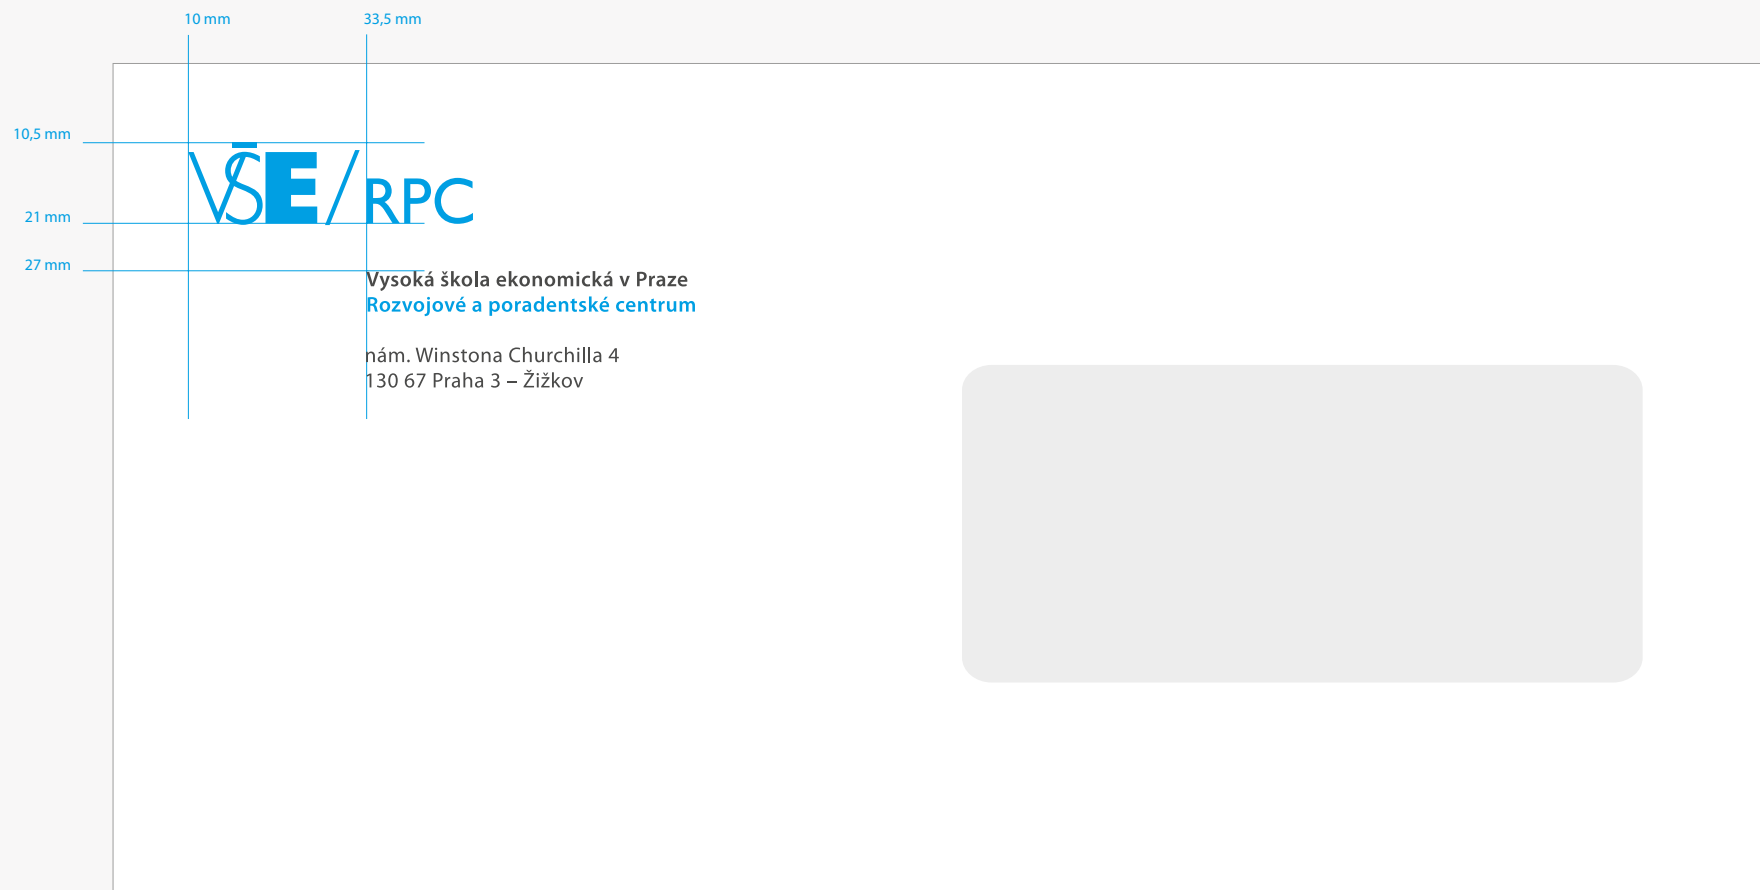 10 mm
33,5 mm
10,5 mm
VŠE/RPC
21 mm
27 mm
Vysoká škola ekonomická v Praze
Rozvojové a poradentské centrum
nám. Winstona Churchilla 4
130 67 Praha 3 – Žižkov